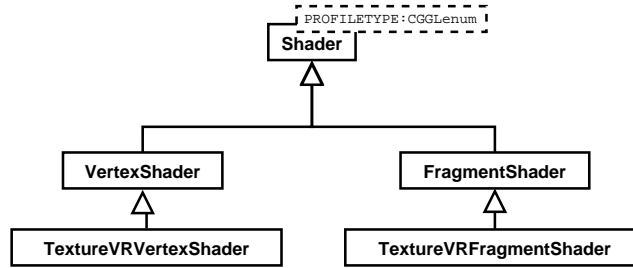 PROFILETYPE:CGGLenum
Shader
VertexShader
FragmentShader
TextureVRVertexShader
TextureVRFragmentShader